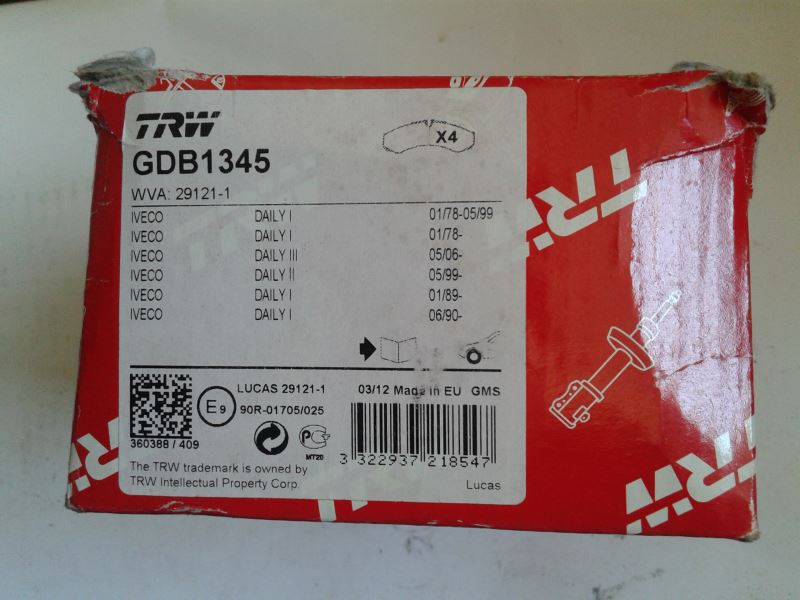 TRW
X4
GDB1345
WVA: 29121-1
IVECO DAILY I 01/78-05/99
IVECO DAILY I 01/78-
IVECO DAILY III 05/06-
IVECO DAILY II 05/99-
IVECO DAILY I 01/89-
IVECO DAILY I 06/90-
LUCAS 29121-1 03/12 Made in EU GMS
E9 90R-01705/025
360388 / 409
MT20
3 322937 218547
The TRW trademark is owned by
TRW Intellectual Property Corp.
Lucas
TRW
TRW
TRW